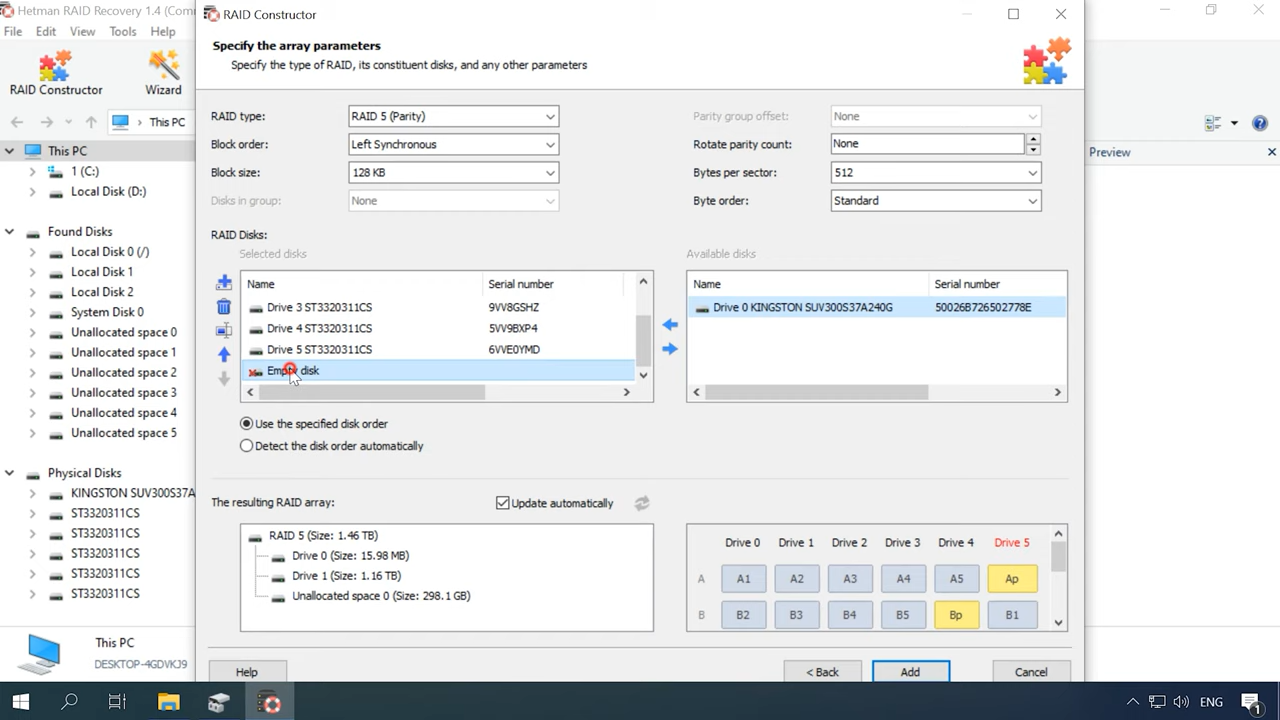 Hetman RAID Recovery 1.4 (Com
File Edit View Tools Help
RAID Constructor Wizard
This PC
This PC
1 (C:)
Local Disk (D:)
Found Disks
Local Disk 0 (/)
Local Disk 1
Local Disk 2
System Disk 0
Unallocated space 0
Unallocated space 1
Unallocated space 2
Unallocated space 3
Unallocated space 4
Unallocated space 5
Physical Disks
KINGSTON SUV300S37A
ST3320311CS
ST3320311CS
ST3320311CS
ST3320311CS
ST3320311CS
This PC
DESKTOP-4GDVKJ9
RAID Constructor
Specify the array parameters
Specify the type of RAID, its constituent disks, and any other parameters
RAID type: RAID 5 (Parity) Parity group offset: None
Block order: Left Synchronous Rotate parity count: None
Block size: 128 KB Bytes per sector: 512
Disks in group: None Byte order: Standard
RAID Disks:
Selected disks Available disks
Name Serial number Name Serial number
Drive 3 ST3320311CS 9VV8GSHZ Drive 0 KINGSTON SUV300S37A240G 50026B726502778E
Drive 4 ST3320311CS 5VV9BXP4
Drive 5 ST3320311CS 6VVE0YMD
Empty disk
Use the specified disk order
Detect the disk order automatically
The resulting RAID array: Update automatically
RAID 5 (Size: 1.46 TB)
Drive 0 (Size: 15.98 MB)
Drive 1 (Size: 1.16 TB)
Unallocated space 0 (Size: 298.1 GB)
Drive 0 Drive 1 Drive 2 Drive 3 Drive 4 Drive 5
A A1 A2 A3 A4 A5 Ap
B B2 B3 B4 B5 Bp B1
Help < Back Add Cancel
Preview
ENG 1